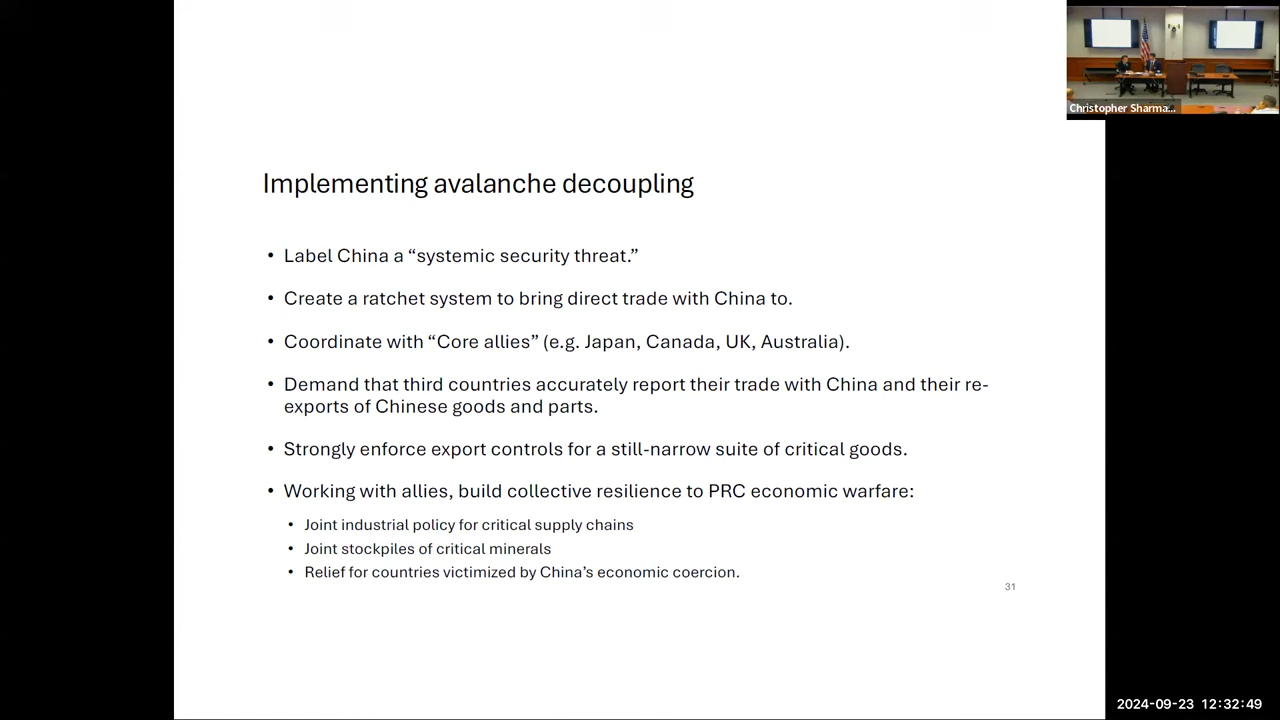 Christopher Sharma...
Implementing avalanche decoupling
• Label China a “systemic security threat.”
• Create a ratchet system to bring direct trade with China to.
• Coordinate with “Core allies” (e.g. Japan, Canada, UK, Australia).
• Demand that third countries accurately report their trade with China and their re-
exports of Chinese goods and parts.
• Strongly enforce export controls for a still-narrow suite of critical goods.
• Working with allies, build collective resilience to PRC economic warfare:
• Joint industrial policy for critical supply chains
• Joint stockpiles of critical minerals
• Relief for countries victimized by China’s economic coercion.
31
2024-09-23 12:32:49